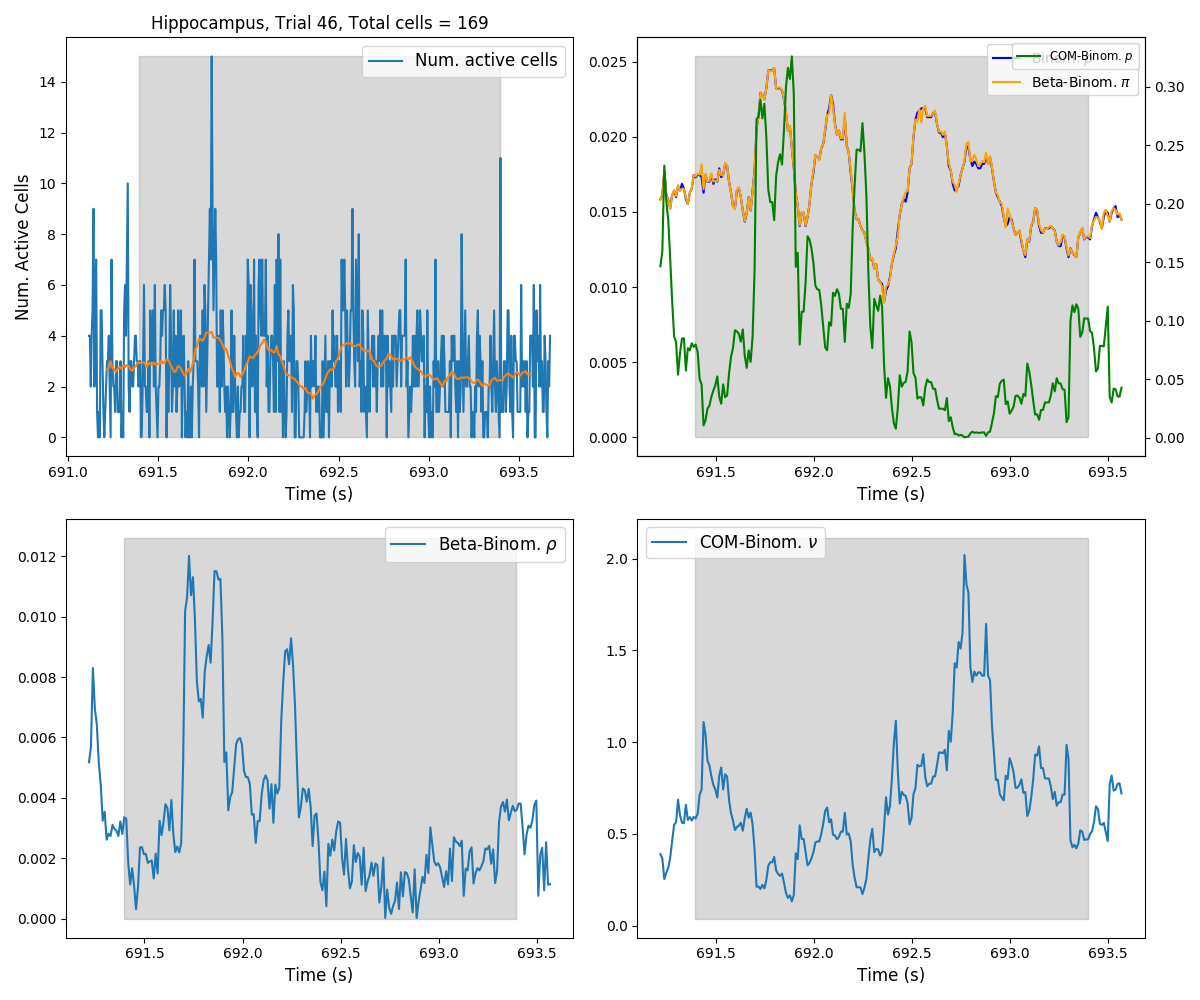 Hippocampus, Trial 46, Total cells = 169
Num. active cells
Num. Active Cells
14
12
10
8
6
4
2
0
691.0 691.5 692.0 692.5 693.0 693.5
Time (s)
COM-Binom. p
Binom. p
Beta-Binom. π
0.025
0.020
0.015
0.010
0.005
0.000
0.30
0.25
0.20
0.15
0.10
0.05
0.00
691.5 692.0 692.5 693.0 693.5
Time (s)
Beta-Binom. ρ
0.012
0.010
0.008
0.006
0.004
0.002
0.000
691.5 692.0 692.5 693.0 693.5
Time (s)
COM-Binom. ν
2.0
1.5
1.0
0.5
0.0
691.5 692.0 692.5 693.0 693.5
Time (s)